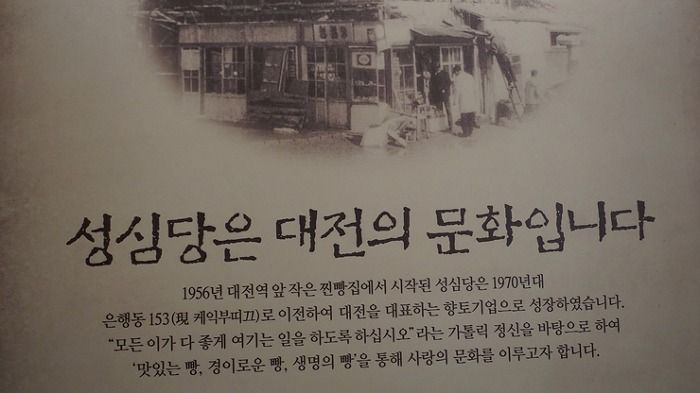 성심당은 대전의 문화입니다
1956년 대전역 앞 작은 찐빵집에서 시작된 성심당은 1970년대
은행동 153(現 케익부띠끄)로 이전하여 대전을 대표하는 향토기업으로 성장하였습니다.
“모든 이가 다 좋게 여기는 일을 하도록 하십시오”라는 가톨릭 정신을 바탕으로 하여
‘맛있는 빵, 경이로운 빵, 생명의 빵’을 통해 사랑의 문화를 이루고자 합니다.